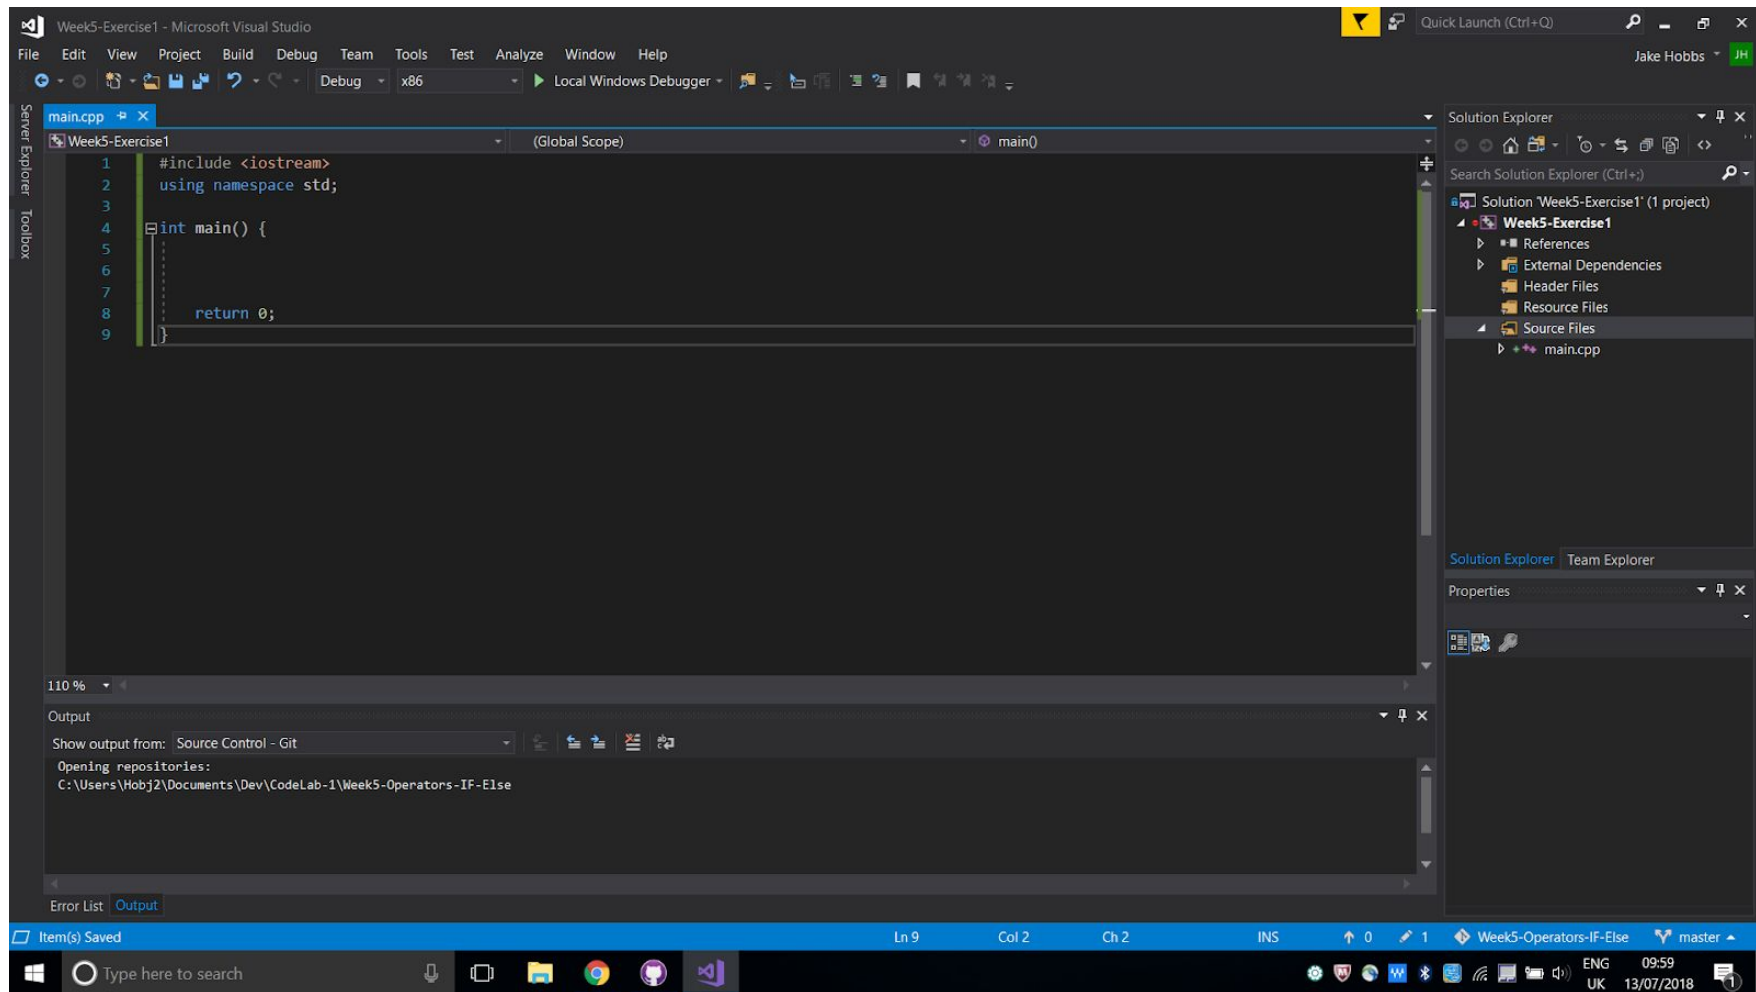 Week5-Exercise1 - Microsoft Visual Studio
Quick Launch (Ctrl+Q)
File Edit View Project Build Debug Team Tools Test Analyze Window Help
Jake Hobbs JH
Debug x86 Local Windows Debugger
Server Explorer
Toolbox
main.cpp
Week5-Exercise1 (Global Scope) main()
1 #include <iostream>
2 using namespace std;
3
4 int main() {
5
6
7
8 return 0;
9 }
110 %
Solution Explorer
Search Solution Explorer (Ctrl+;)
Solution 'Week5-Exercise1' (1 project)
Week5-Exercise1
References
External Dependencies
Header Files
Resource Files
Source Files
main.cpp
Solution Explorer Team Explorer
Properties
Output
Show output from: Source Control - Git
Opening repositories:
C:\Users\Hobj2\Documents\Dev\CodeLab-1\Week5-Operators-IF-Else
Error List Output
Item(s) Saved Ln 9 Col 2 Ch 2 INS 0 1 Week5-Operators-IF-Else master
Type here to search
ENG
UK
09:59
13/07/2018
1